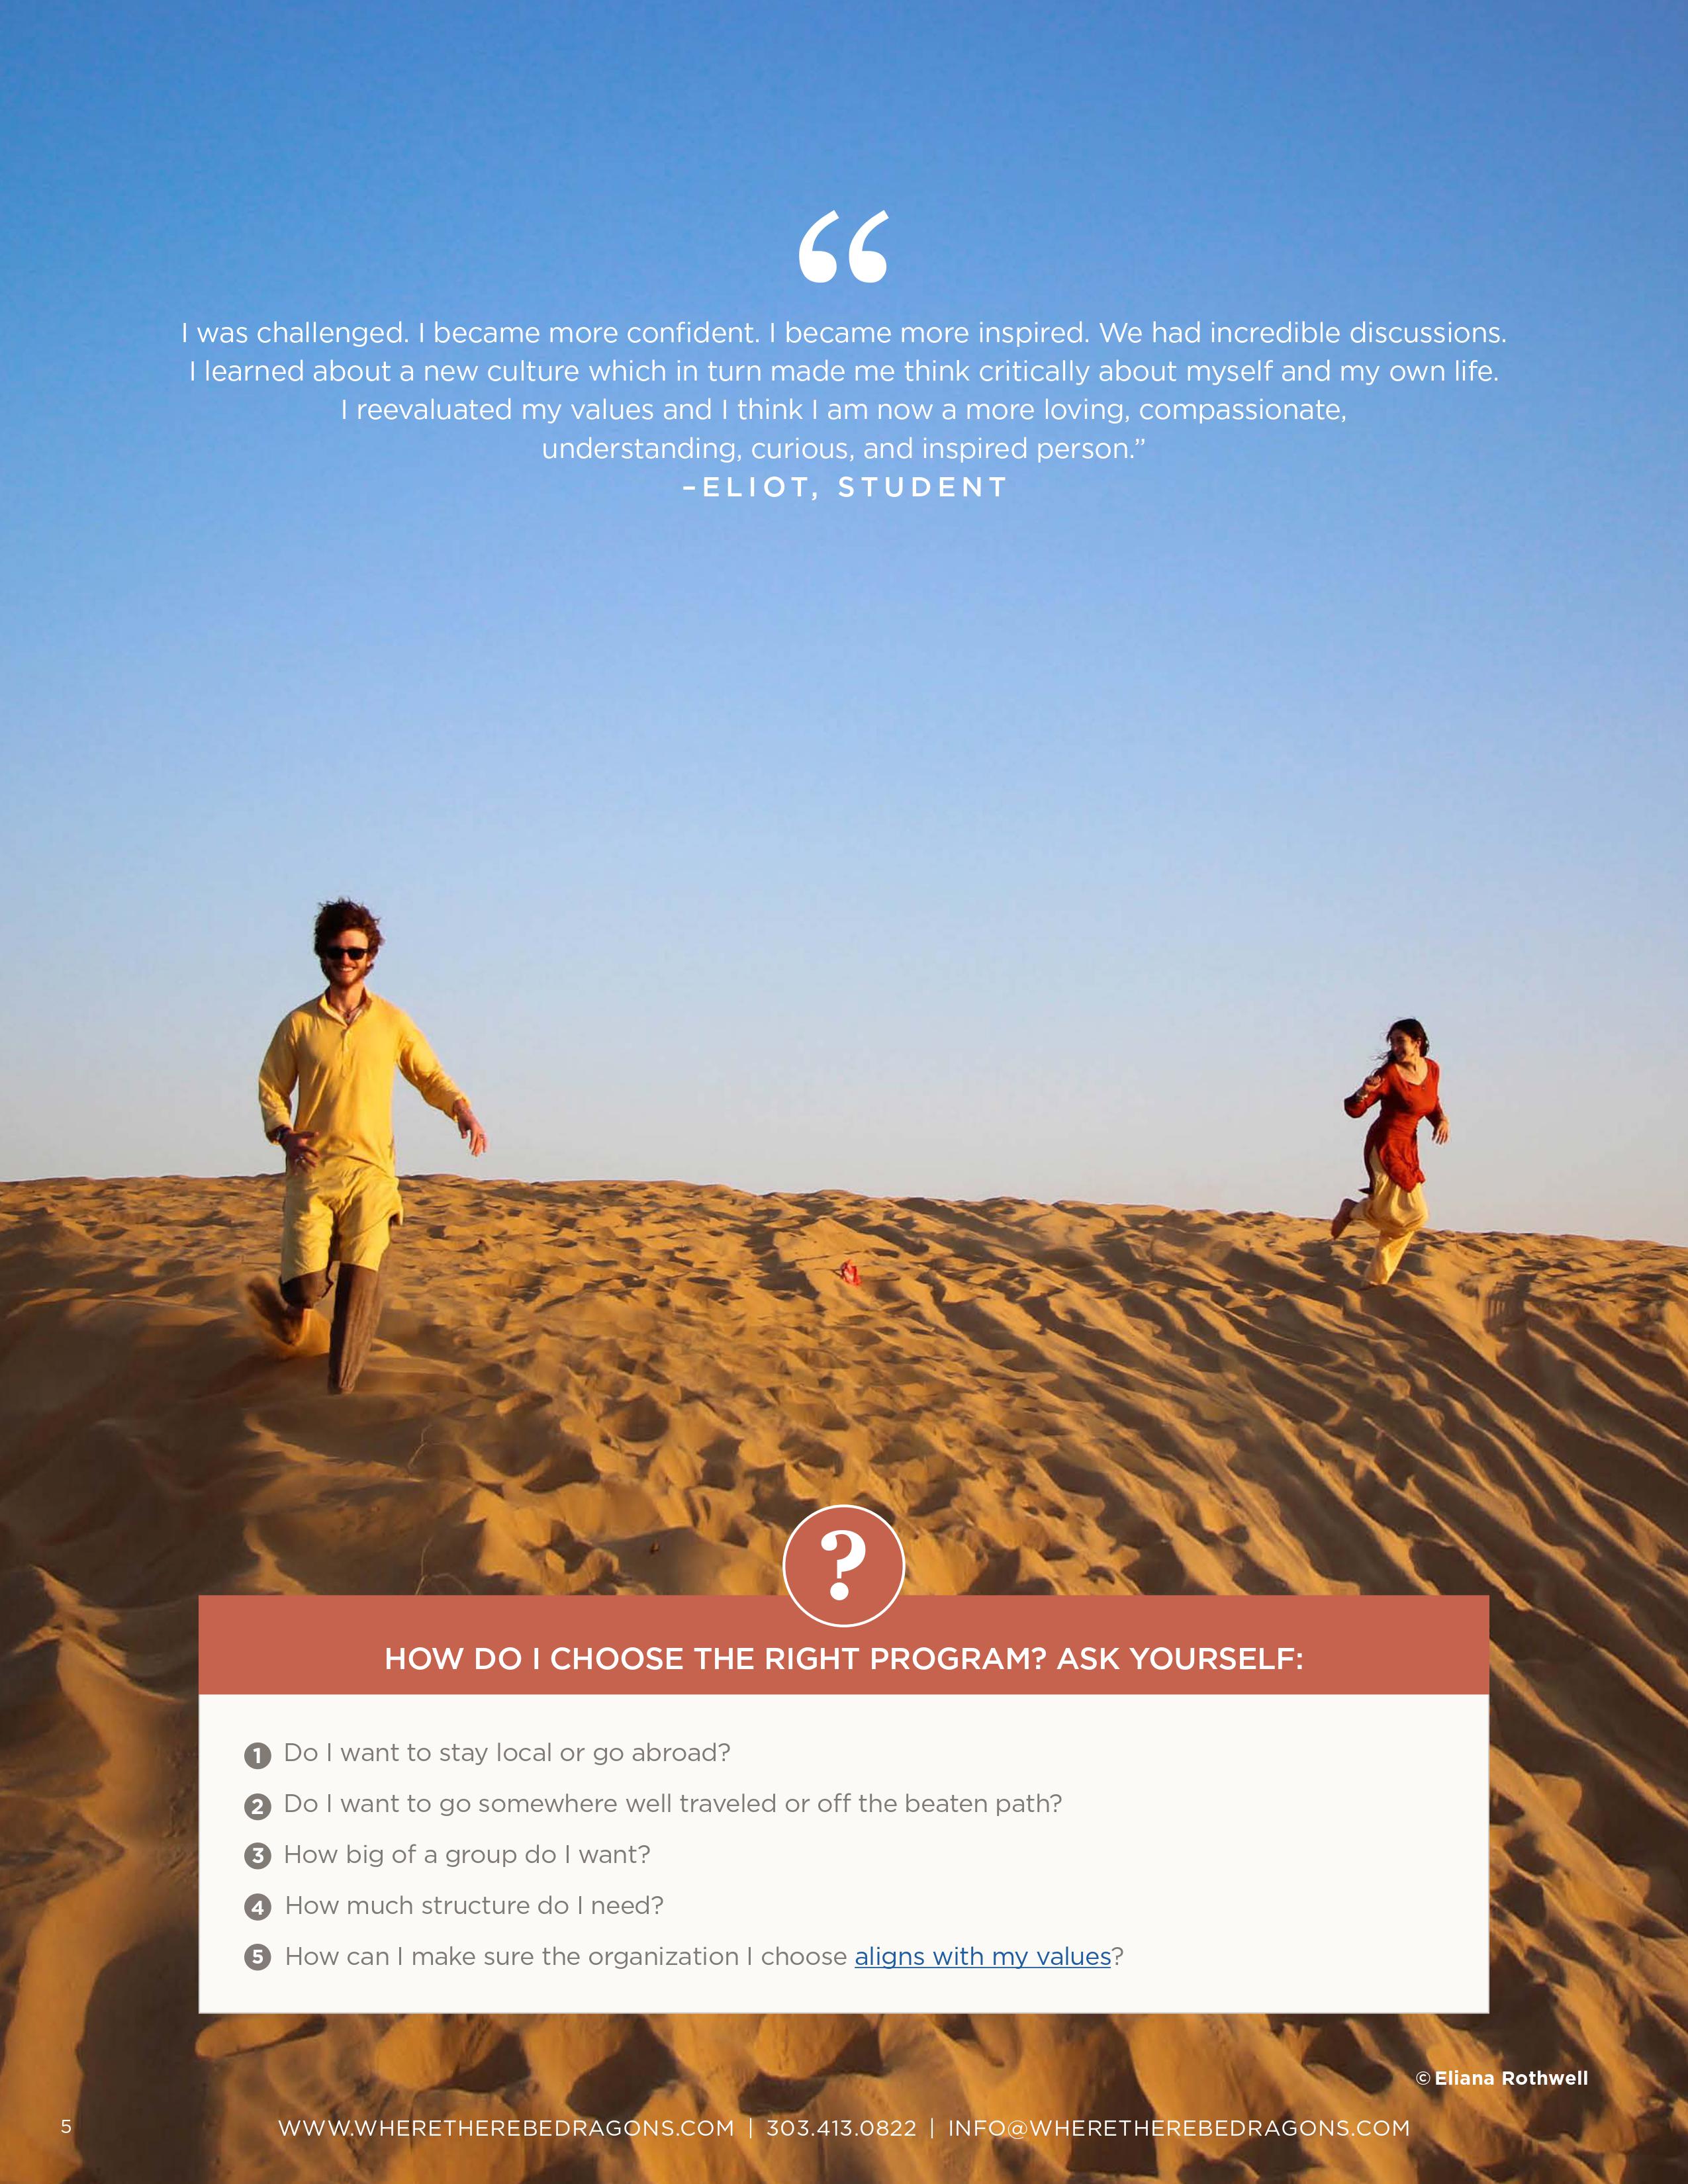 “
I was challenged. I became more confident. I became more inspired. We had incredible discussions.
I learned about a new culture which in turn made me think critically about myself and my own life.
I reevaluated my values and I think I am now a more loving, compassionate,
understanding, curious, and inspired person.”
–ELIOT, STUDENT
?
HOW DO I CHOOSE THE RIGHT PROGRAM? ASK YOURSELF:
1 Do I want to stay local or go abroad?
2 Do I want to go somewhere well traveled or off the beaten path?
3 How big of a group do I want?
4 How much structure do I need?
5 How can I make sure the organization I choose aligns with my values?
© Eliana Rothwell
5 WWW.WHERETHEREBEDRAGONS.COM | 303.413.0822 | INFO@WHERETHEREBEDRAGONS.COM